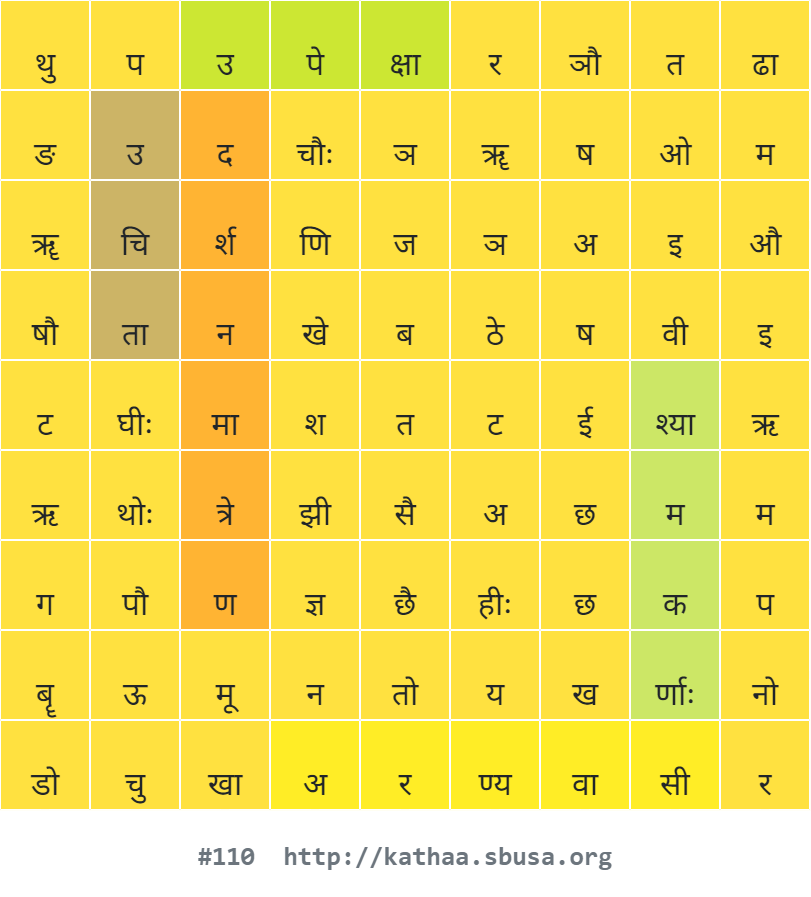 थु प उ पे क्षा र ञौ त ढा
ङ उ द चौः ञ ॠ ष ओ म
ॠ चि र्श णि ज ञ अ इ औ
षौ ता न खे ब ठे ष वी इ
ट घीः मा श त ट ई श्या ऋ
ऋ थोः त्रे झी सै अ छ म म
ग पौ ण ज्ञ छै हीः छ क प
बॄ ऊ मू न तो य ख र्णाः नो
डो चु खा अ र ण्य वा सी र
#110 http://kathaa.sbusa.org